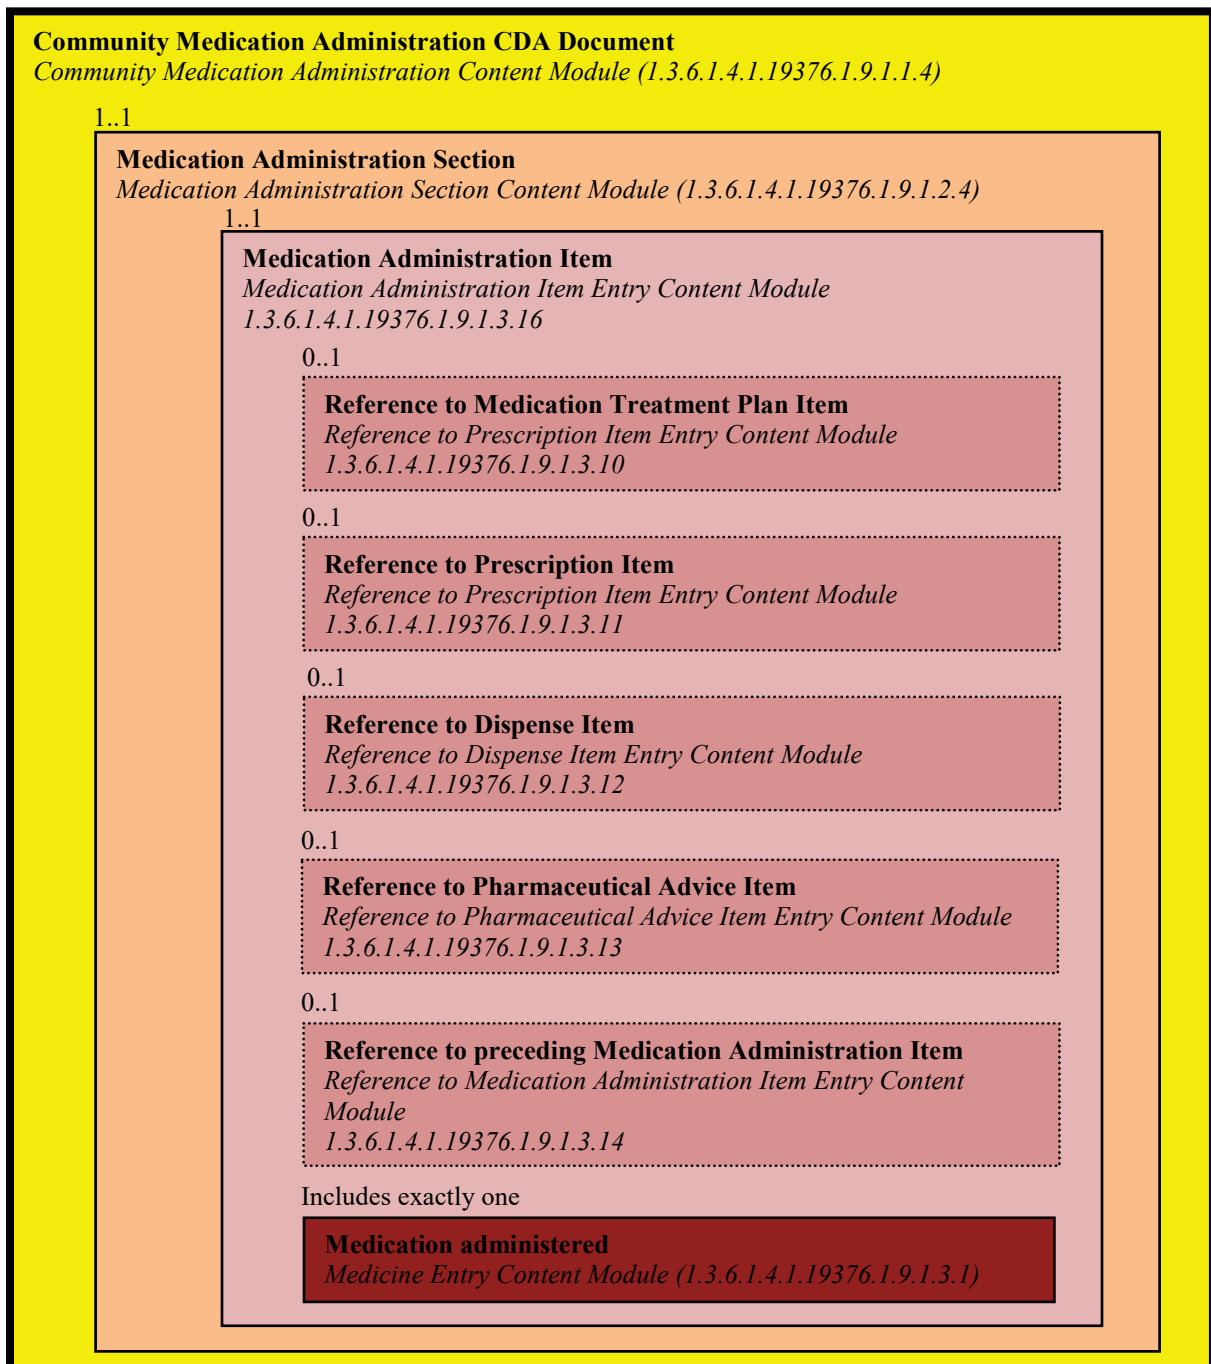 Community Medication Administration CDA Document
Community Medication Administration Content Module (1.3.6.1.4.1.19376.1.9.1.1.4)
1..1
Medication Administration Section
Medication Administration Section Content Module (1.3.6.1.4.1.19376.1.9.1.2.4)
1..1
Medication Administration Item
Medication Administration Item Entry Content Module
1.3.6.1.4.1.19376.1.9.1.3.16
0..1
Reference to Medication Treatment Plan Item
Reference to Prescription Item Entry Content Module
1.3.6.1.4.1.19376.1.9.1.3.10
0..1
Reference to Prescription Item
Reference to Prescription Item Entry Content Module
1.3.6.1.4.1.19376.1.9.1.3.11
0..1
Reference to Dispense Item
Reference to Dispense Item Entry Content Module
1.3.6.1.4.1.19376.1.9.1.3.12
0..1
Reference to Pharmaceutical Advice Item
Reference to Pharmaceutical Advice Item Entry Content Module
1.3.6.1.4.1.19376.1.9.1.3.13
0..1
Reference to preceding Medication Administration Item
Reference to Medication Administration Item Entry Content
Module
1.3.6.1.4.1.19376.1.9.1.3.14
Includes exactly one
Medication administered
Medicine Entry Content Module (1.3.6.1.4.1.19376.1.9.1.3.1)